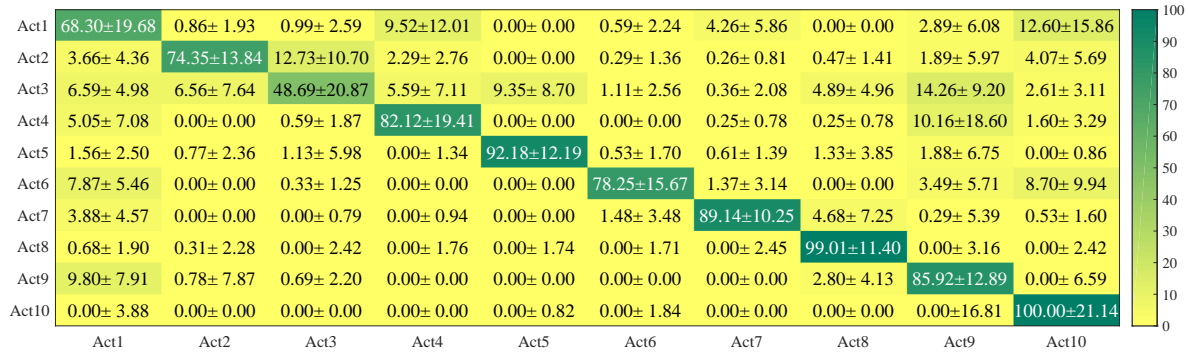 Act1 68.30±19.68 0.86± 1.93 0.99± 2.59 9.52±12.01 0.00± 0.00 0.59± 2.24 4.26± 5.86 0.00± 0.00 2.89± 6.08 12.60±15.86
Act2 3.66± 4.36 74.35±13.84 12.73±10.70 2.29± 2.76 0.00± 0.00 0.29± 1.36 0.26± 0.81 0.47± 1.41 1.89± 5.97 4.07± 5.69
Act3 6.59± 4.98 6.56± 7.64 48.69±20.87 5.59± 7.11 9.35± 8.70 1.11± 2.56 0.36± 2.08 4.89± 4.96 14.26± 9.20 2.61± 3.11
Act4 5.05± 7.08 0.00± 0.00 0.59± 1.87 82.12±19.41 0.00± 0.00 0.00± 0.00 0.25± 0.78 0.25± 0.78 10.16±18.60 1.60± 3.29
Act5 1.56± 2.50 0.77± 2.36 1.13± 5.98 0.00± 1.34 92.18±12.19 0.53± 1.70 0.61± 1.39 1.33± 3.85 1.88± 6.75 0.00± 0.86
Act6 7.87± 5.46 0.00± 0.00 0.33± 1.25 0.00± 0.00 0.00± 0.00 78.25±15.67 1.37± 3.14 0.00± 0.00 3.49± 5.71 8.70± 9.94
Act7 3.88± 4.57 0.00± 0.00 0.00± 0.79 0.00± 0.94 0.00± 0.00 1.48± 3.48 89.14±10.25 4.68± 7.25 0.29± 5.39 0.53± 1.60
Act8 0.68± 1.90 0.31± 2.28 0.00± 2.42 0.00± 1.76 0.00± 1.74 0.00± 1.71 0.00± 2.45 99.01±11.40 0.00± 3.16 0.00± 2.42
Act9 9.80± 7.91 0.78± 7.87 0.69± 2.20 0.00± 0.00 0.00± 0.00 0.00± 0.00 0.00± 0.00 2.80± 4.13 85.92±12.89 0.00± 6.59
Act10 0.00± 3.88 0.00± 0.00 0.00± 0.00 0.00± 0.00 0.00± 0.82 0.00± 1.84 0.00± 0.00 0.00± 0.00 0.00±16.81 100.00±21.14
Act1 Act2 Act3 Act4 Act5 Act6 Act7 Act8 Act9 Act10
100
90
80
70
60
50
40
30
20
10
0